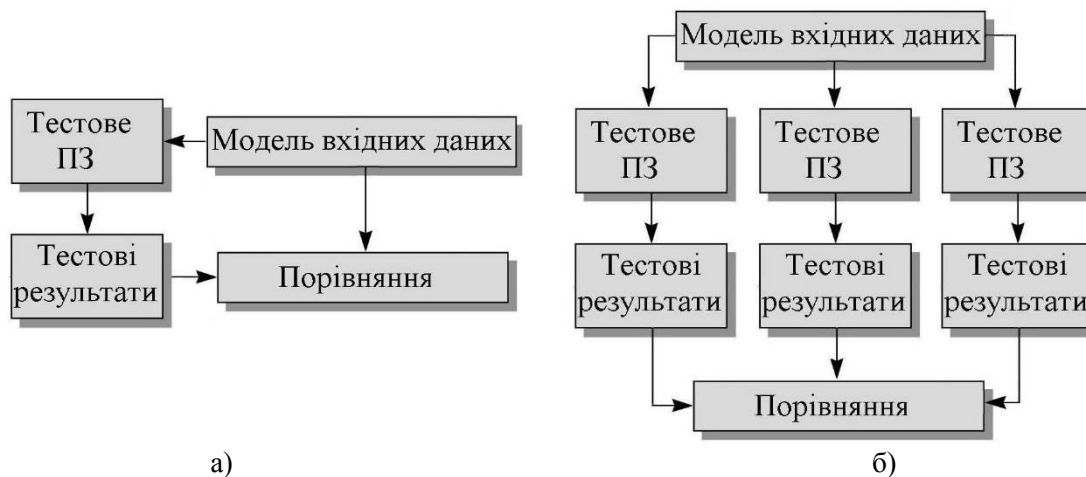 Тестове
ПЗ
Модель вхідних даних
Тестові
результати
Порівняння
а)
Модель вхідних даних
Тестове
ПЗ
Тестове
ПЗ
Тестове
ПЗ
Тестові
результати
Тестові
результати
Тестові
результати
Порівняння
б)